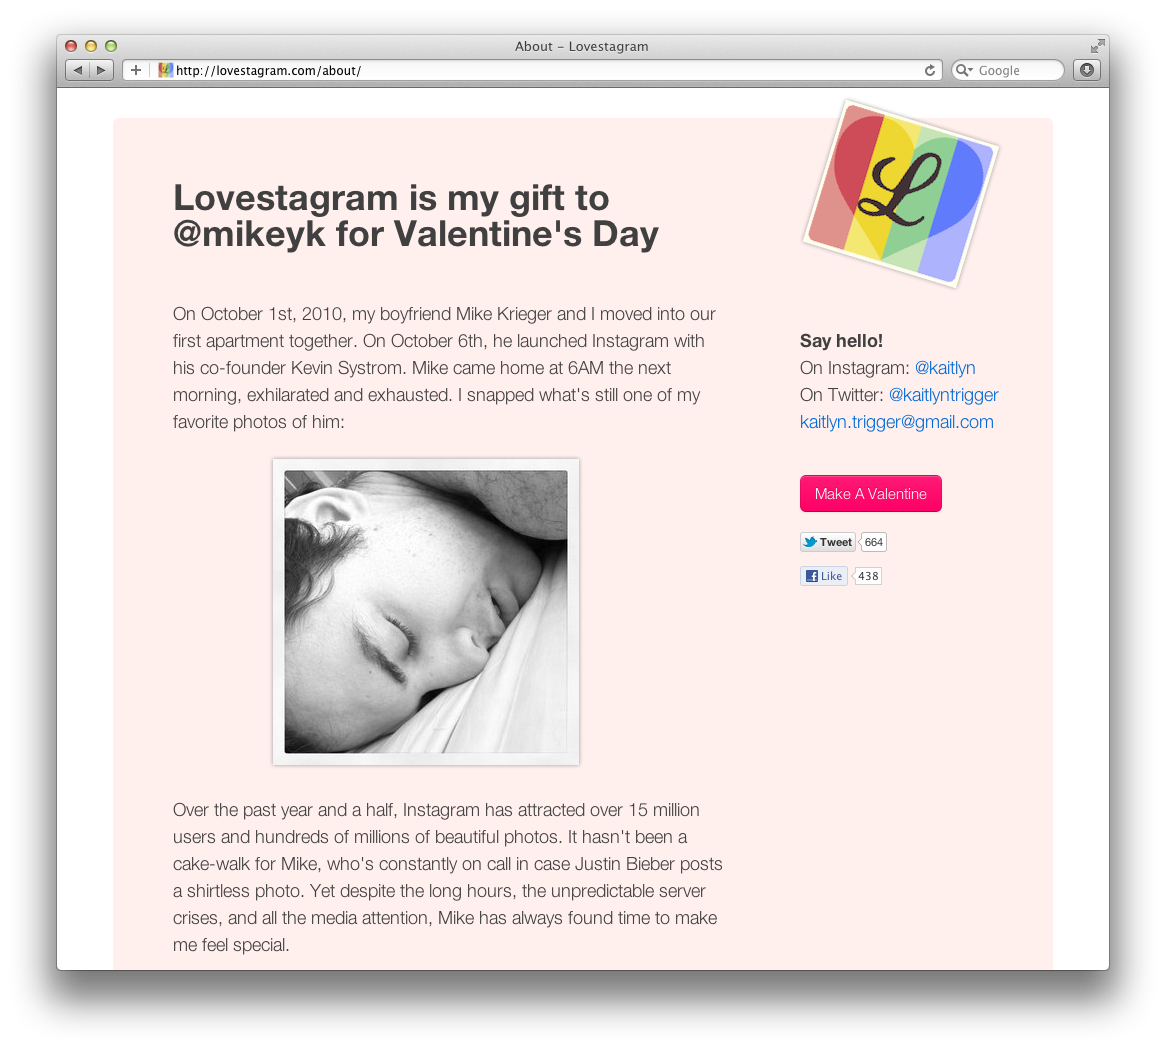 About – Lovestagram
http://lovestagram.com/about/
Google
L
Lovestagram is my gift to
@mikeyk for Valentine's Day
On October 1st, 2010, my boyfriend Mike Krieger and I moved into our
first apartment together. On October 6th, he launched Instagram with
his co-founder Kevin Systrom. Mike came home at 6AM the next
morning, exhilarated and exhausted. I snapped what's still one of my
favorite photos of him:
Over the past year and a half, Instagram has attracted over 15 million
users and hundreds of millions of beautiful photos. It hasn't been a
cake-walk for Mike, who's constantly on call in case Justin Bieber posts
a shirtless photo. Yet despite the long hours, the unpredictable server
crises, and all the media attention, Mike has always found time to make
me feel special.
Say hello!
On Instagram: @kaitlyn
On Twitter: @kaitlyntrigger
kaitlyn.trigger@gmail.com
Make A Valentine
Tweet 664
Like 438